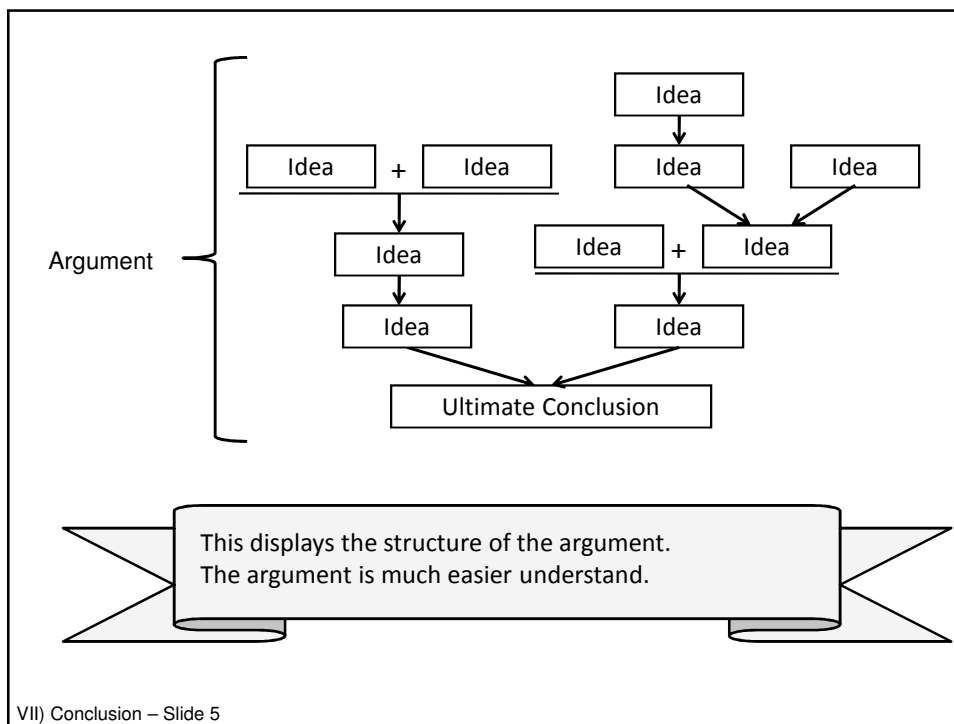 Idea
Idea + Idea
Idea
Idea
Argument
Idea
Idea + Idea
Idea
Idea
Ultimate Conclusion
This displays the structure of the argument.
The argument is much easier understand.
VII) Conclusion – Slide 5